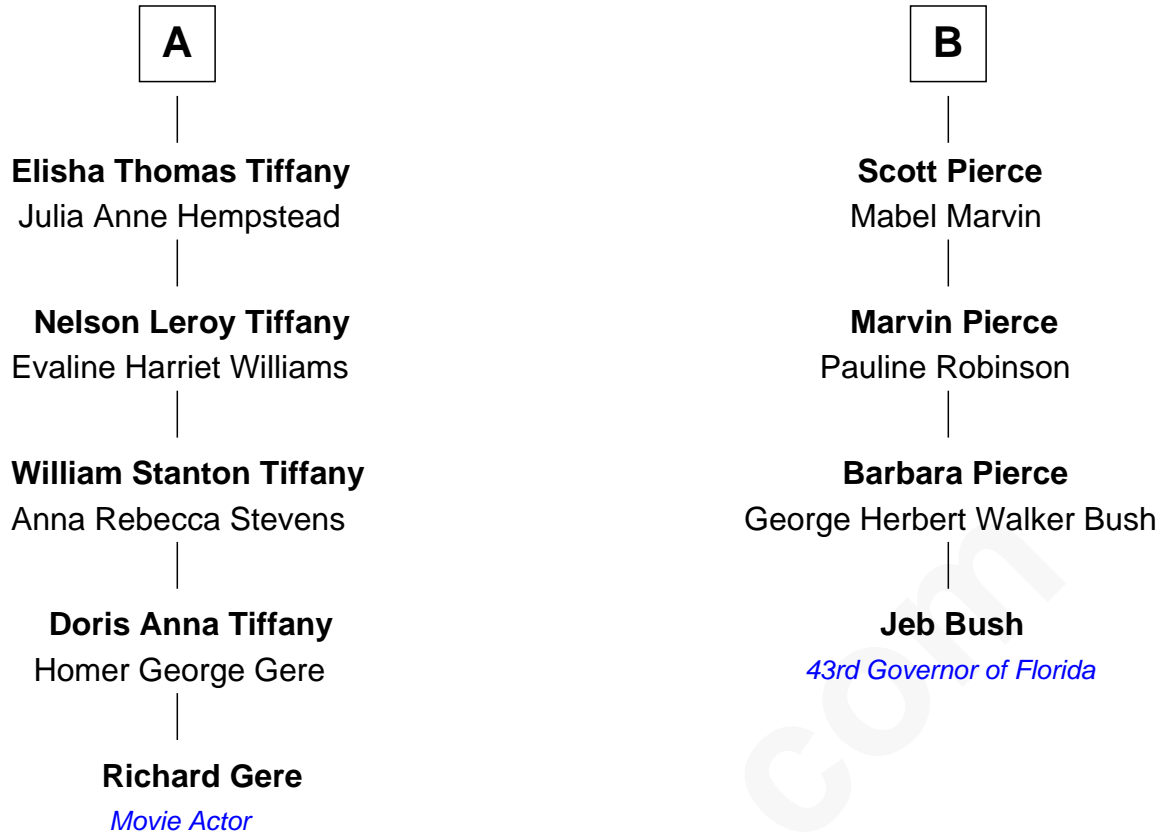 A
Elisha Thomas Tiffany
Julia Anne Hempstead
Nelson Leroy Tiffany
Evaline Harriet Williams
William Stanton Tiffany
Anna Rebecca Stevens
Doris Anna Tiffany
Homer George Gere
Richard Gere
Movie Actor
B
Scott Pierce
Mabel Marvin
Marvin Pierce
Pauline Robinson
Barbara Pierce
George Herbert Walker Bush
Jeb Bush
43rd Governor of Florida
com